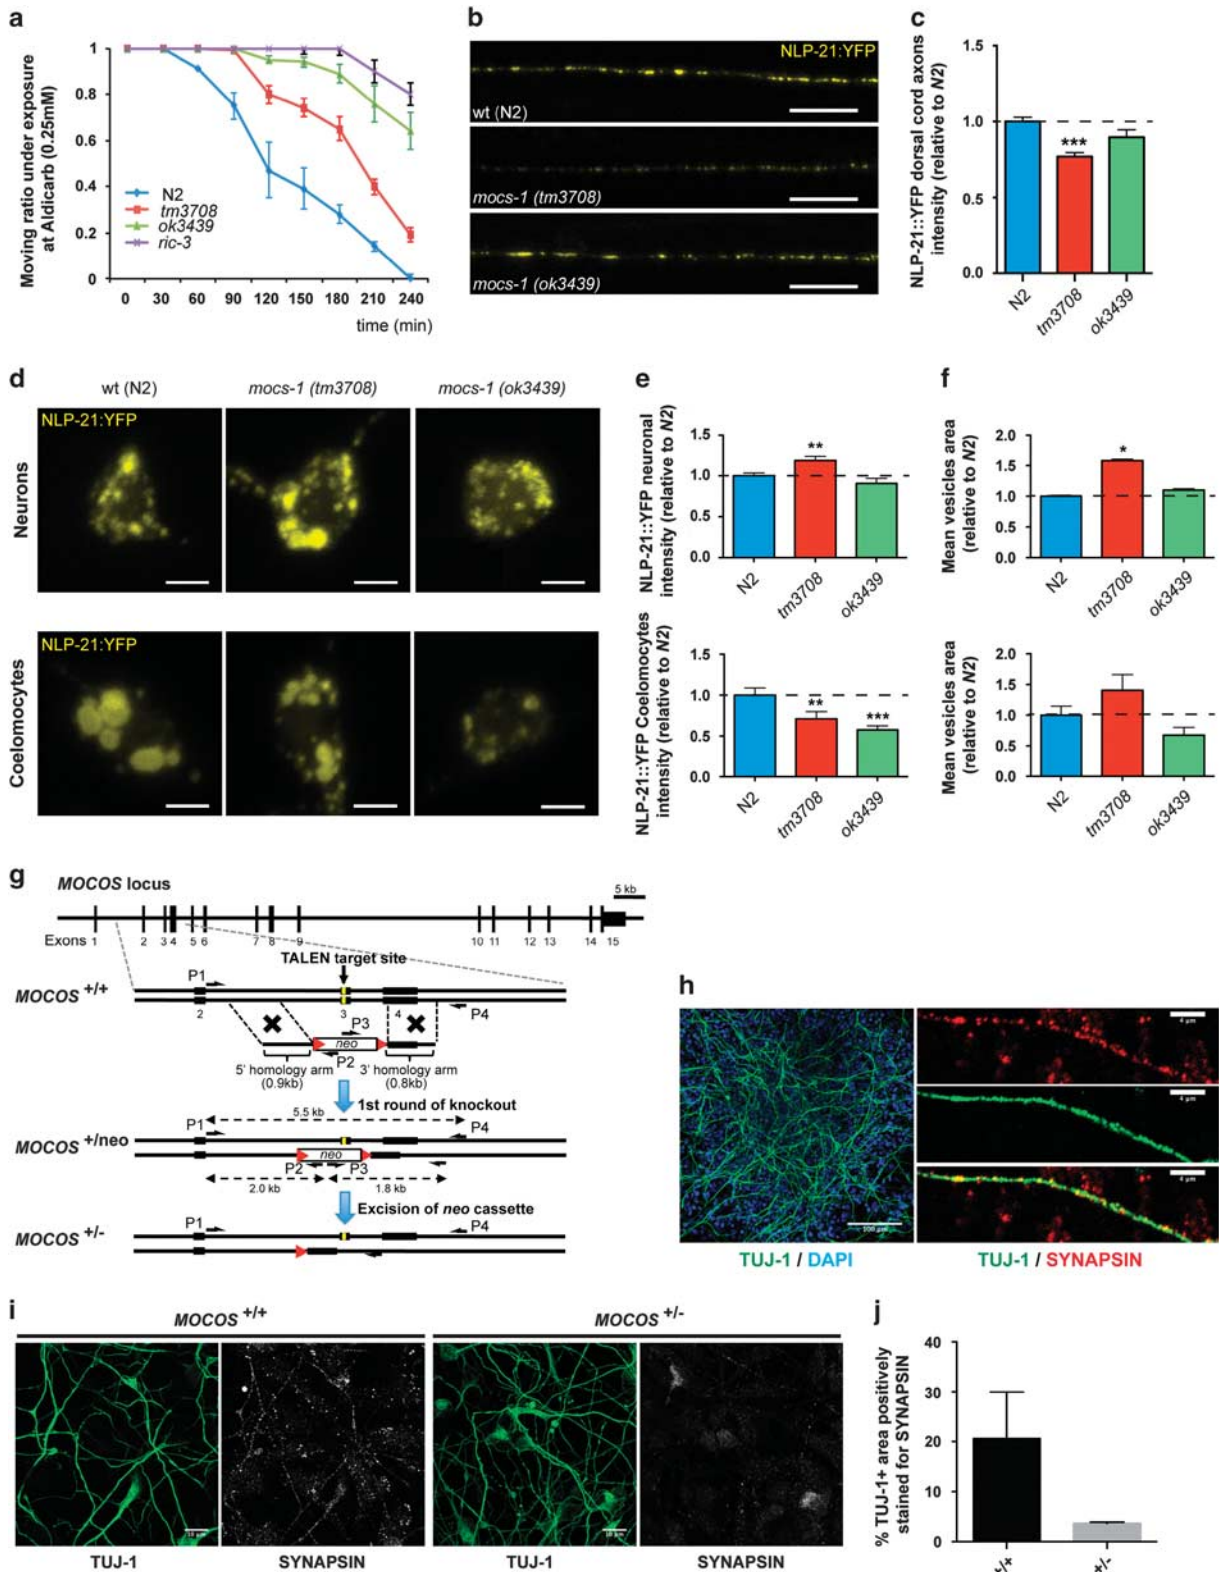 a
Moving ratio under exposure
at Aldicarb (0.25mM)
1
0.8
0.6
0.4
0.2
0
N2
tm3708
ok3439
ric-3
0 30 60 90 120 150 180 210 240
time (min)
b
NLP-21:YFP
wt (N2)
mocs-1 (tm3708)
mocs-1 (ok3439)
c
NLP-21::YFP dorsal cord axons
intensity (relative to N2)
1.5
1.0
0.5
0.0
***
N2
tm3708
ok3439
d
wt (N2)
mocs-1 (tm3708)
mocs-1 (ok3439)
Neurons
NLP-21:YFP
Coelomocytes
NLP-21:YFP
e
NLP-21::YFP neuronal
intensity (relative to N2)
1.5
1.0
0.5
0.0
**
N2
tm3708
ok3439
NLP-21::YFP Coelomocytes
intensity (relative to N2)
1.5
1.0
0.5
0.0
**
***
N2
tm3708
ok3439
f
Mean vesicles area
(relative to N2)
2.0
1.5
1.0
0.5
0.0
*
N2
tm3708
ok3439
Mean vesicles area
(relative to N2)
2.0
1.5
1.0
0.5
0.0
N2
tm3708
ok3439
g
MOCOS locus
5 kb
Exons 1 2 3 4 5 6 7 8 9 10 11 12 13 14 15
TALEN target site
MOCOS +/+
P1
2 3 4
P4
P3
neo
P2
5' homology arm
(0.9kb)
3' homology arm
(0.8kb)
1st round of knockout
5.5 kb
MOCOS +/neo
P1
P4
neo
P2 P3
2.0 kb
1.8 kb
Excision of neo cassette
MOCOS +/-
P1
P4
h
100 µm
4 µm
4 µm
4 µm
TUJ-1 / DAPI
TUJ-1 / SYNAPSIN
i
MOCOS +/+
MOCOS +/-
10 µm
10 µm
TUJ-1
SYNAPSIN
TUJ-1
SYNAPSIN
j
% TUJ-1+ area positively
stained for SYNAPSIN
40
30
20
10
0
+/+
+/-